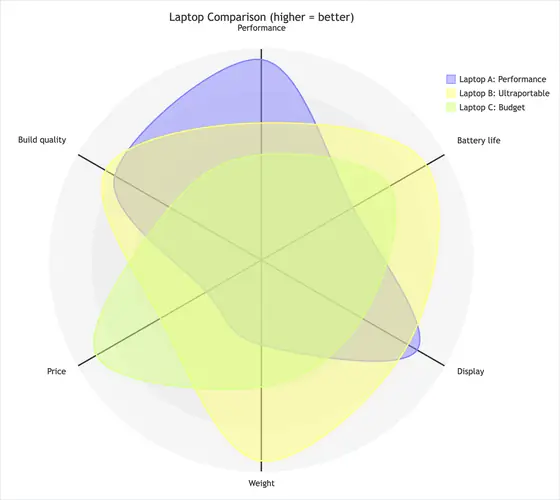 Laptop Comparison (higher = better)
Performance
Laptop A: Performance
Laptop B: Ultraportable
Laptop C: Budget
Build quality
Battery life
Price
Display
Weight